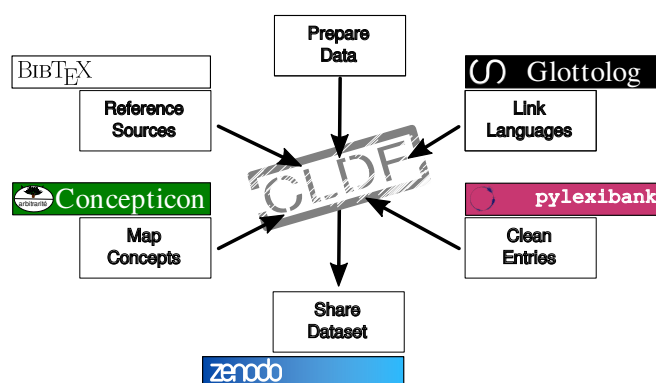 Prepare
Data
BIBTEX
Glottolog
Reference
Sources
Link
Languages
CLDF
Concepticon
arbitrarité
pylexibank
Map
Concepts
Clean
Entries
Share
Dataset
zenodo